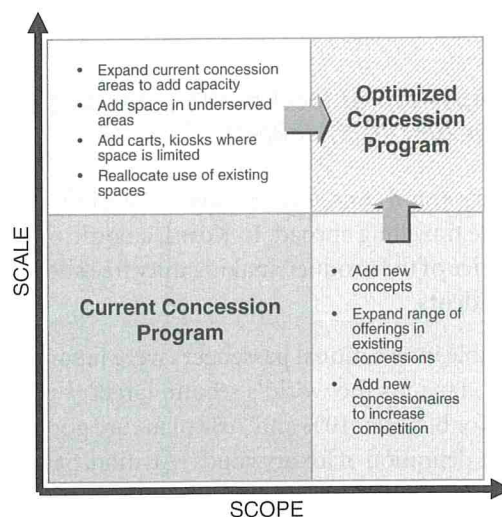 SCALE
• Expand current concession
areas to add capacity
• Add space in underserved
areas
• Add carts, kiosks where
space is limited
• Reallocate use of existing
spaces
Optimized
Concession
Program
Current Concession
Program
• Add new
concepts
• Expand range of
offerings in
existing
concessions
• Add new
concessionaires
to increase
competition
SCOPE